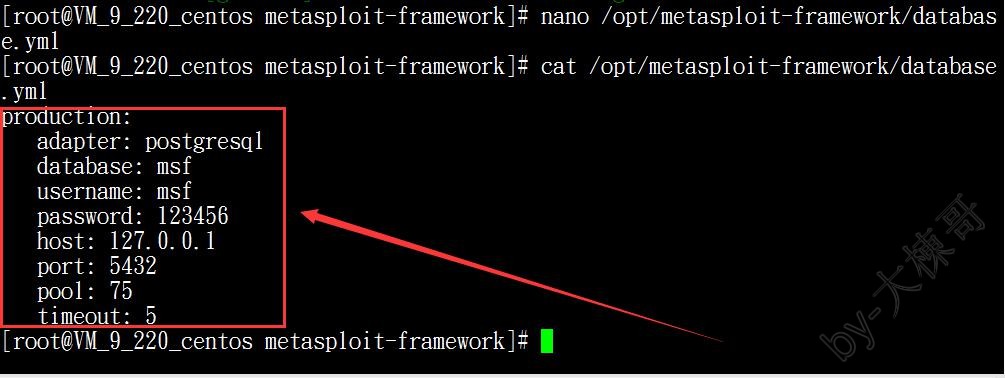 [root@VM_9_220_centos metasploit-framework]# nano /opt/metasploit-framework/databas
e.yml
[root@VM_9_220_centos metasploit-framework]# cat /opt/metasploit-framework/database
.yml
production:
   adapter: postgresql
   database: msf
   username: msf
   password: 123456
   host: 127.0.0.1
   port: 5432
   pool: 75
   timeout: 5
[root@VM_9_220_centos metasploit-framework]#
by-大栋哥